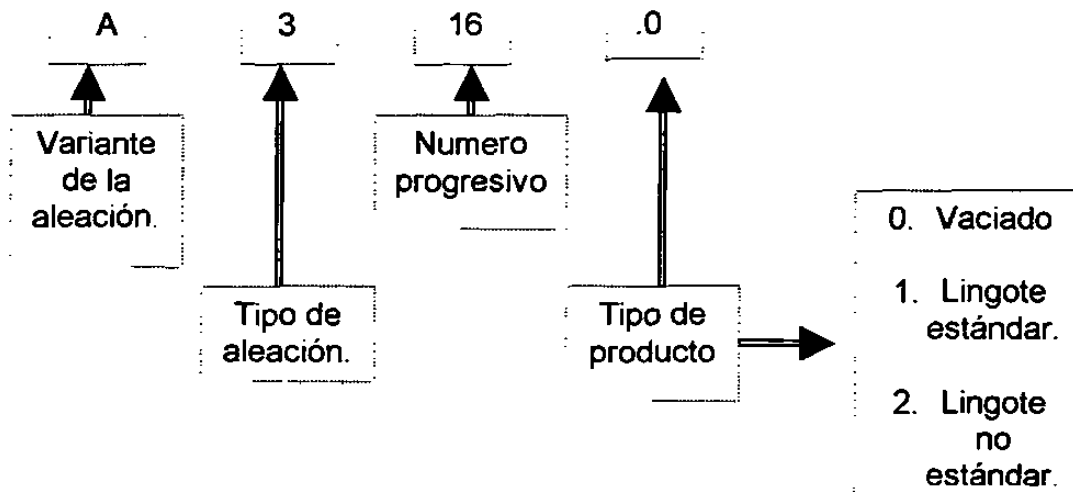 A 3 16 .0
Variante
de la
aleación.
Numero
progresivo
Tipo de
aleación.
Tipo de
producto
0. Vaciado
1. Lingote
estándar.
2. Lingote
no
estándar.